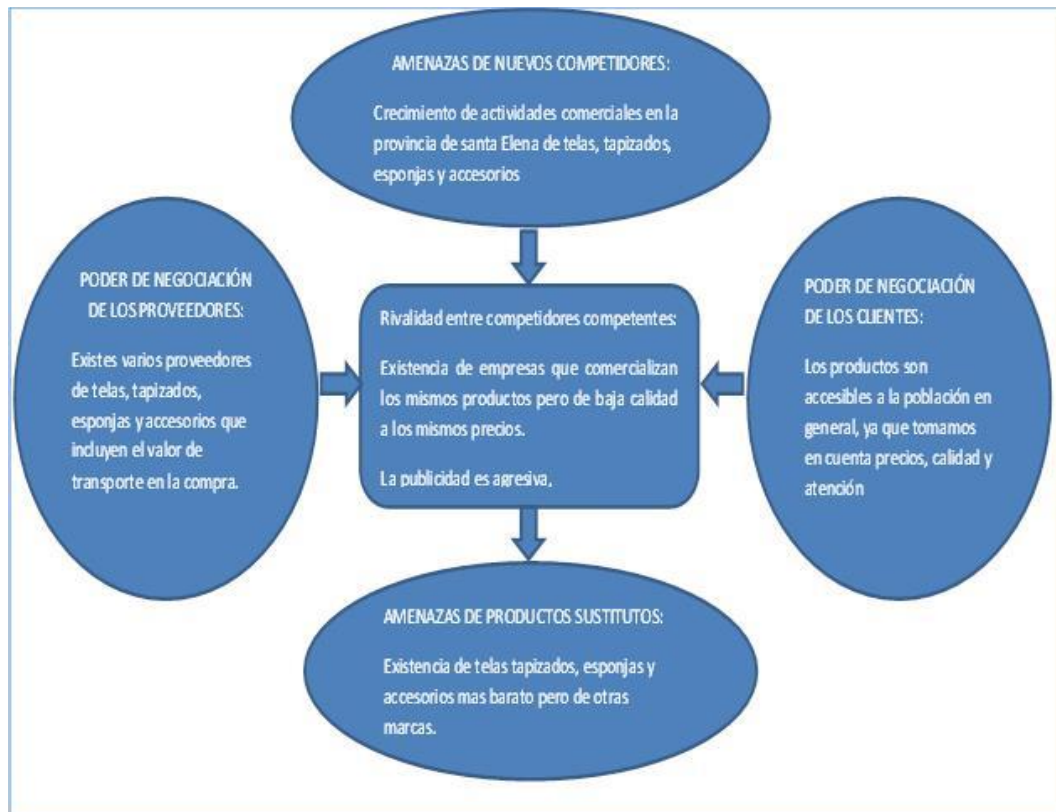 AMENAZAS DE NUEVOS COMPETIDORES:
Crecimiento de actividades comerciales en la
provincia de santa Elena de telas, tapizados,
esponjas y accesorios
PODER DE NEGOCIACIÓN
DE LOS PROVEEDORES:
Existes varios proveedores
de telas, tapizados,
esponjas y accesorios que
incluyen el valor de
transporte en la compra.
Rivalidad entre competidores competentes:
Existencia de empresas que comercializan
los mismos productos pero de baja calidad
a los mismos precios.
La publicidad es agresiva,
PODER DE NEGOCIACIÓN
DE LOS CLIENTES:
Los productos son
accesibles a la población en
general, ya que tomamos
en cuenta precios, calidad y
atención
AMENAZAS DE PRODUCTOS SUSTITUTOS:
Existencia de telas tapizados, esponjas y
accesorios mas barato pero de otras
marcas.